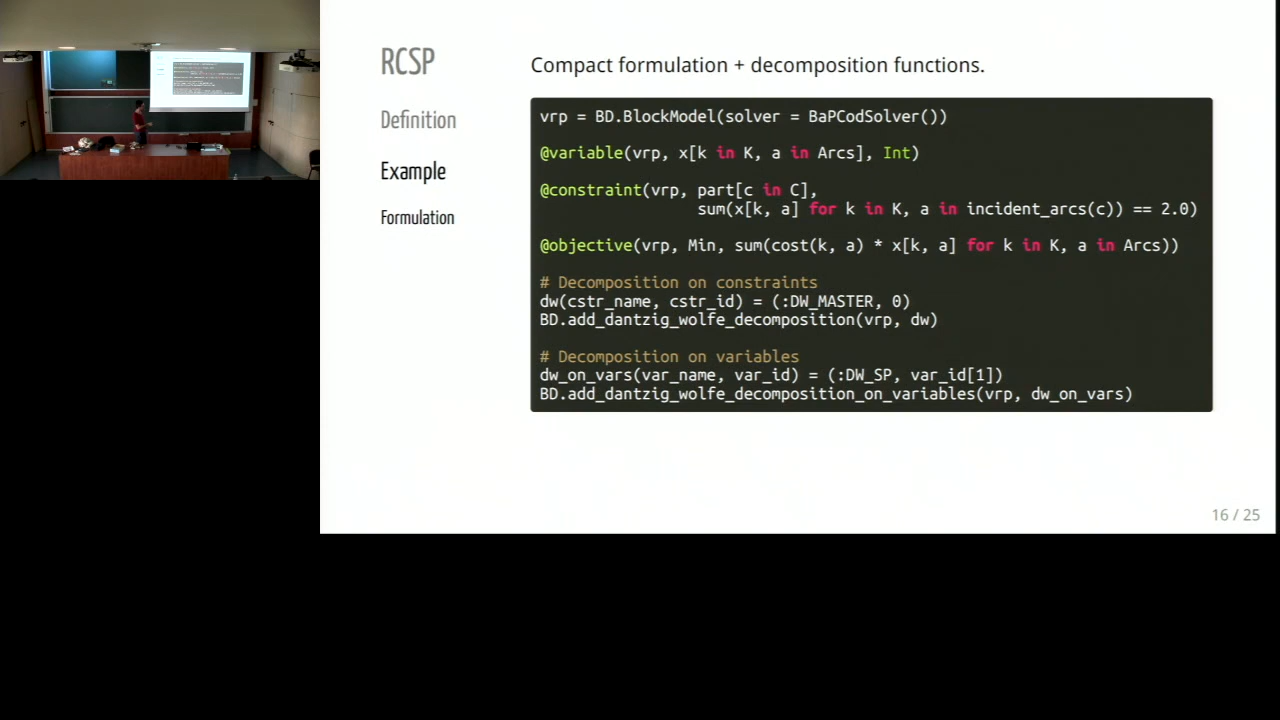 RCSP
Definition
Example
Formulation
Compact formulation + decomposition functions.
vrp = BD.BlockModel(solver = BaPCodSolver())
@variable(vrp, x[k in K, a in Arcs], Int)
@constraint(vrp, part[c in C],
sum(x[k, a] for k in K, a in incident_arcs(c)) == 2.0)
@objective(vrp, Min, sum(cost(k, a) * x[k, a] for k in K, a in Arcs))
# Decomposition on constraints
dw(cstr_name, cstr_id) = (:DW_MASTER, 0)
BD.add_dantzig_wolfe_decomposition(vrp, dw)
# Decomposition on variables
dw_on_vars(var_name, var_id) = (:DW_SP, var_id[1])
BD.add_dantzig_wolfe_decomposition_on_variables(vrp, dw_on_vars)
16 / 25